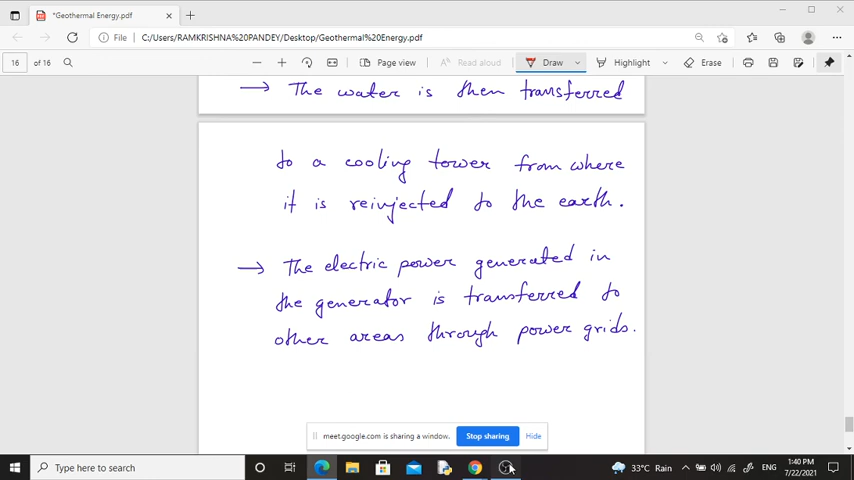 *Geothermal Energy.pdf
File
C:/Users/RAMKRISHNA%20PANDEY/Desktop/Geothermal%20Energy.pdf
16 of 16
Page view
Read aloud
Draw
Highlight
Erase
→ The water is then transferred
to a cooling tower from where
it is reinjected to the earth.
→ The electric power generated in
the generator is transferred to
other areas through power grids.
meet.google.com is sharing a window.
Stop sharing
Hide
Type here to search
33°C Rain
ENG
1:40 PM
7/22/2021